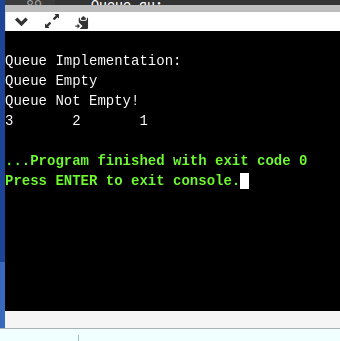 Queue Implementation:
Queue Empty
Queue Not Empty!
3 2 1
...Program finished with exit code 0
Press ENTER to exit console.